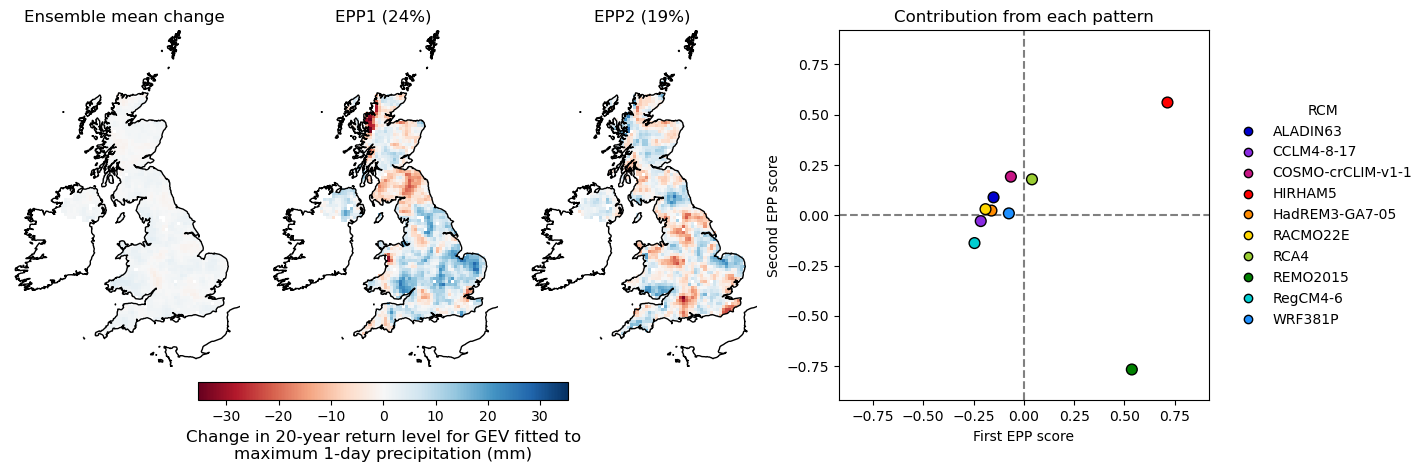 Ensemble mean change
EPP1 (24%)
EPP2 (19%)
−30 −20 −10 0 10 20 30
Change in 20-year return level for GEV fitted to
maximum 1-day precipitation (mm)
Contribution from each pattern
Second EPP score
0.75
0.50
0.25
0.00
−0.25
−0.50
−0.75
−0.75 −0.50 −0.25 0.00 0.25 0.50 0.75
First EPP score
RCM
ALADIN63
CCLM4-8-17
COSMO-crCLIM-v1-1
HIRHAM5
HadREM3-GA7-05
RACMO22E
RCA4
REMO2015
RegCM4-6
WRF381P